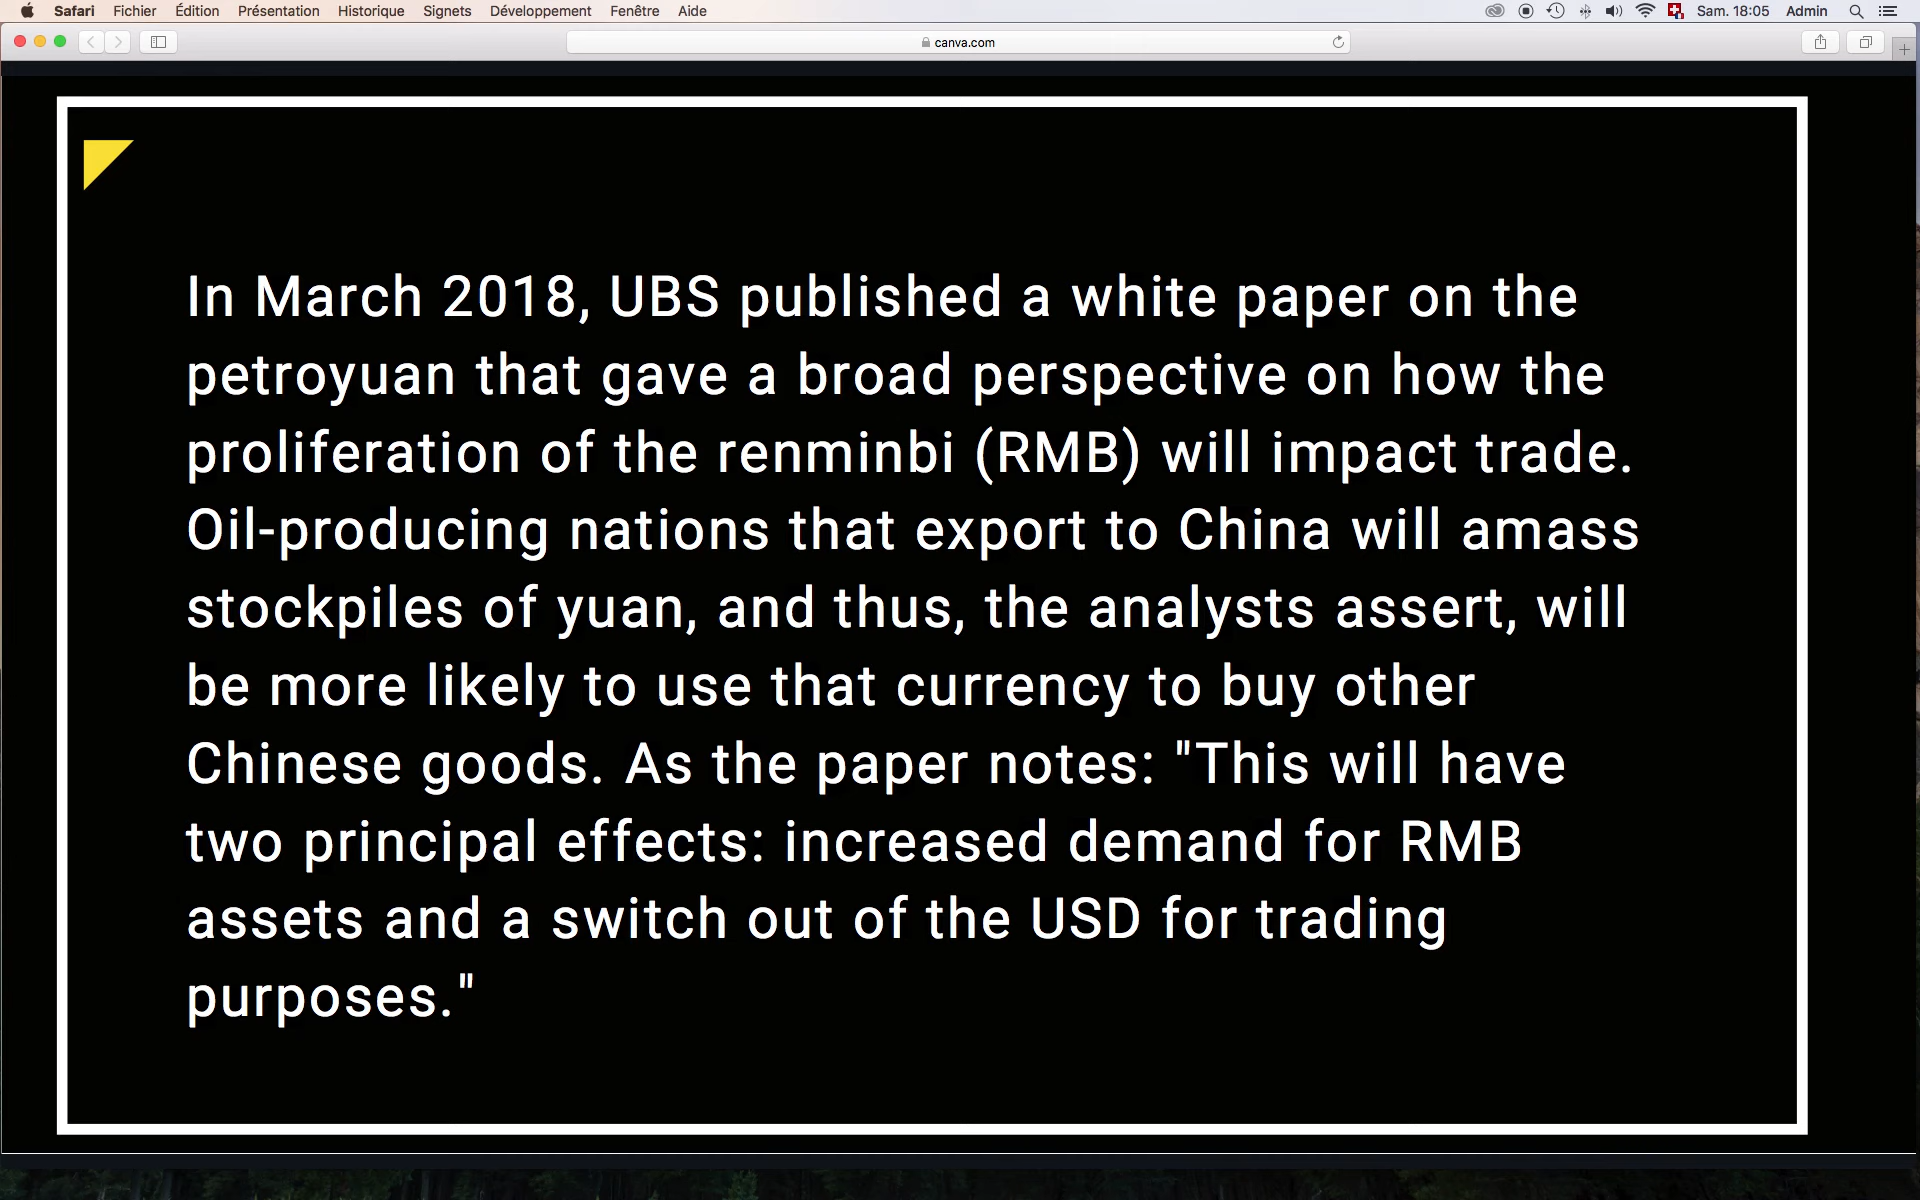 Safari Fichier Édition Présentation Historique Signets Développement Fenêtre Aide Sam. 18:05 Admin
canva.com
In March 2018, UBS published a white paper on the
petroyuan that gave a broad perspective on how the
proliferation of the renminbi (RMB) will impact trade.
Oil-producing nations that export to China will amass
stockpiles of yuan, and thus, the analysts assert, will
be more likely to use that currency to buy other
Chinese goods. As the paper notes: "This will have
two principal effects: increased demand for RMB
assets and a switch out of the USD for trading
purposes."